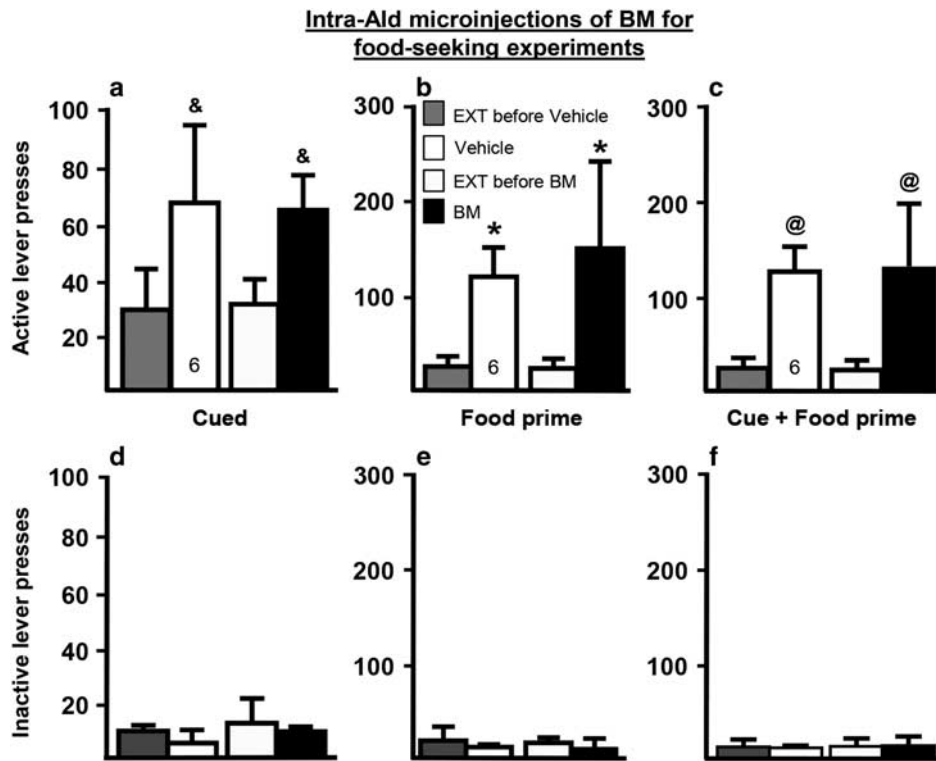 Intra-AId microinjections of BM for
food-seeking experiments
a
b
c
Active lever presses
100
80
60
40
20
&
&
6
Cued
300
200
100
EXT before Vehicle
Vehicle
EXT before BM
BM
*
*
6
Food prime
300
200
100
@
@
6
Cue + Food prime
d
e
f
Inactive lever presses
100
80
60
40
20
300
200
100
300
200
100